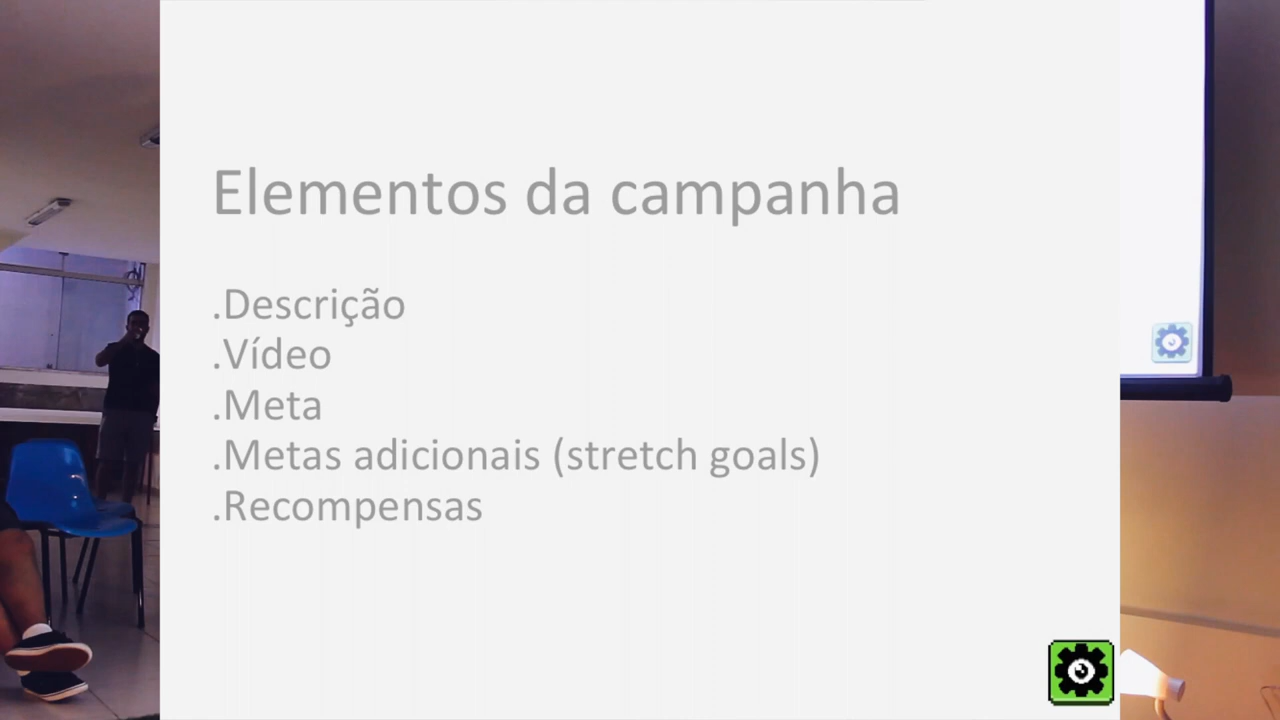 Elementos da campanha
.Descrição
.Vídeo
.Meta
.Metas adicionais (stretch goals)
.Recompensas